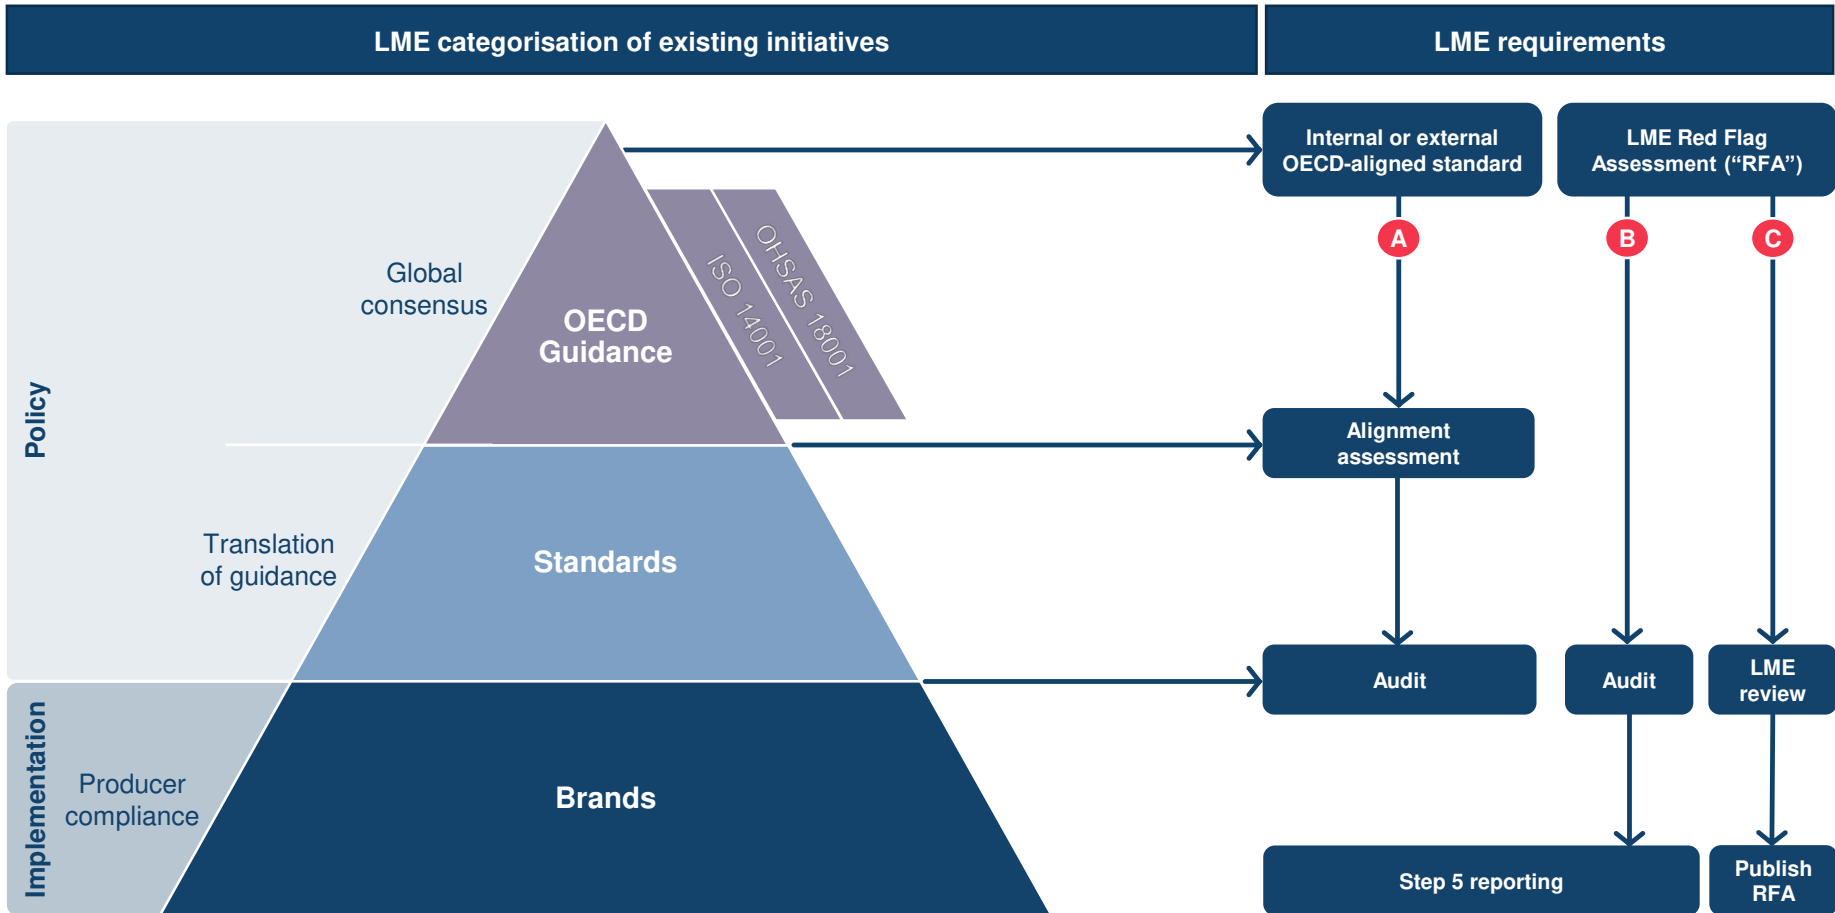 LME categorisation of existing initiatives
LME requirements
Policy
Global
consensus
OECD
Guidance
ISO 14001
OHSAS 18001
Translation
of guidance
Standards
Implementation
Producer
compliance
Brands
Internal or external
OECD-aligned standard
LME Red Flag
Assessment (“RFA”)
A
B
C
Alignment
assessment
Audit
Audit
LME
review
Step 5 reporting
Publish
RFA